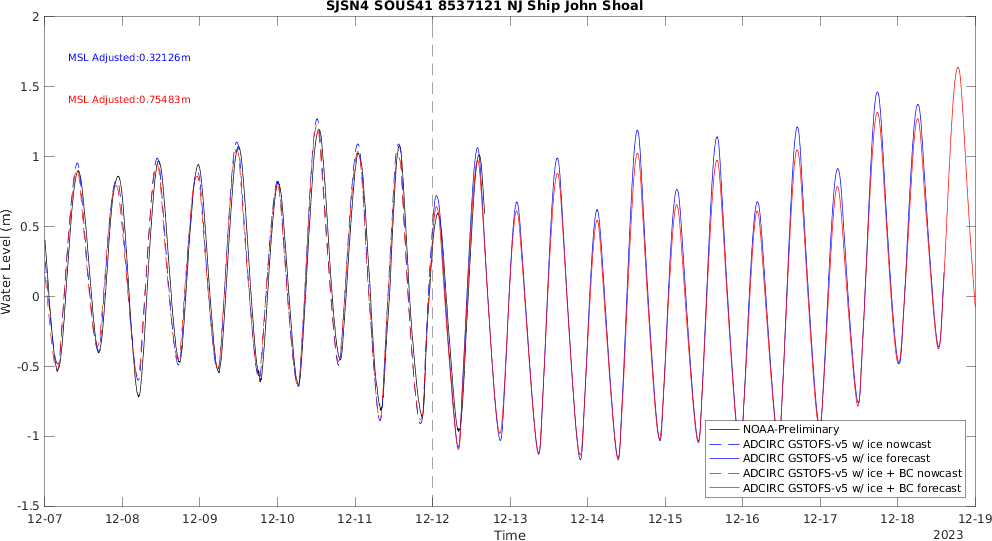 SJSN4 SOUS41 8537121 NJ Ship John Shoal
MSL Adjusted:0.32126m
MSL Adjusted:0.75483m
Water Level (m)
2
1.5
1
0.5
0
-0.5
-1
-1.5
NOAA-Preliminary
ADCIRC GSTOFS-v5 w/ ice nowcast
ADCIRC GSTOFS-v5 w/ ice forecast
ADCIRC GSTOFS-v5 w/ ice + BC nowcast
ADCIRC GSTOFS-v5 w/ ice + BC forecast
12-07 12-08 12-09 12-10 12-11 12-12 12-13 12-14 12-15 12-16 12-17 12-18 12-19
Time
2023